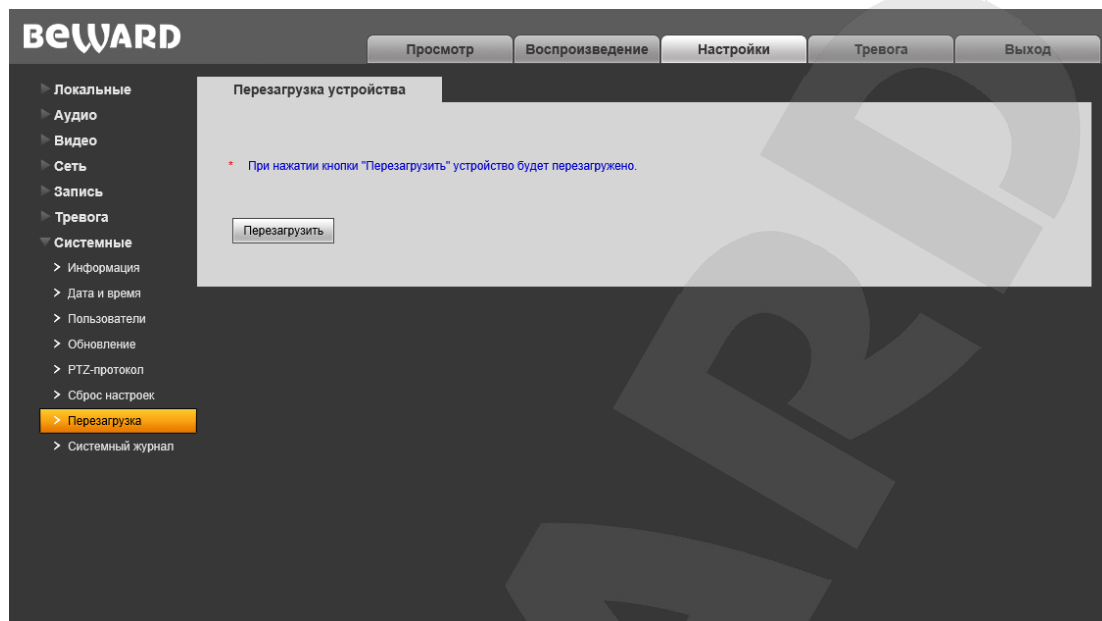 BEWARD
Просмотр
Воспроизведение
Настройки
Тревога
Выход
Локальные
Аудио
Видео
Сеть
Запись
Тревога
Системные
Информация
Дата и время
Пользователи
Обновление
PTZ-протокол
Сброс настроек
Перезагрузка
Системный журнал
Перезагрузка устройства
* При нажатии кнопки "Перезагрузить" устройство будет перезагружено.
Перезагрузить
ARD